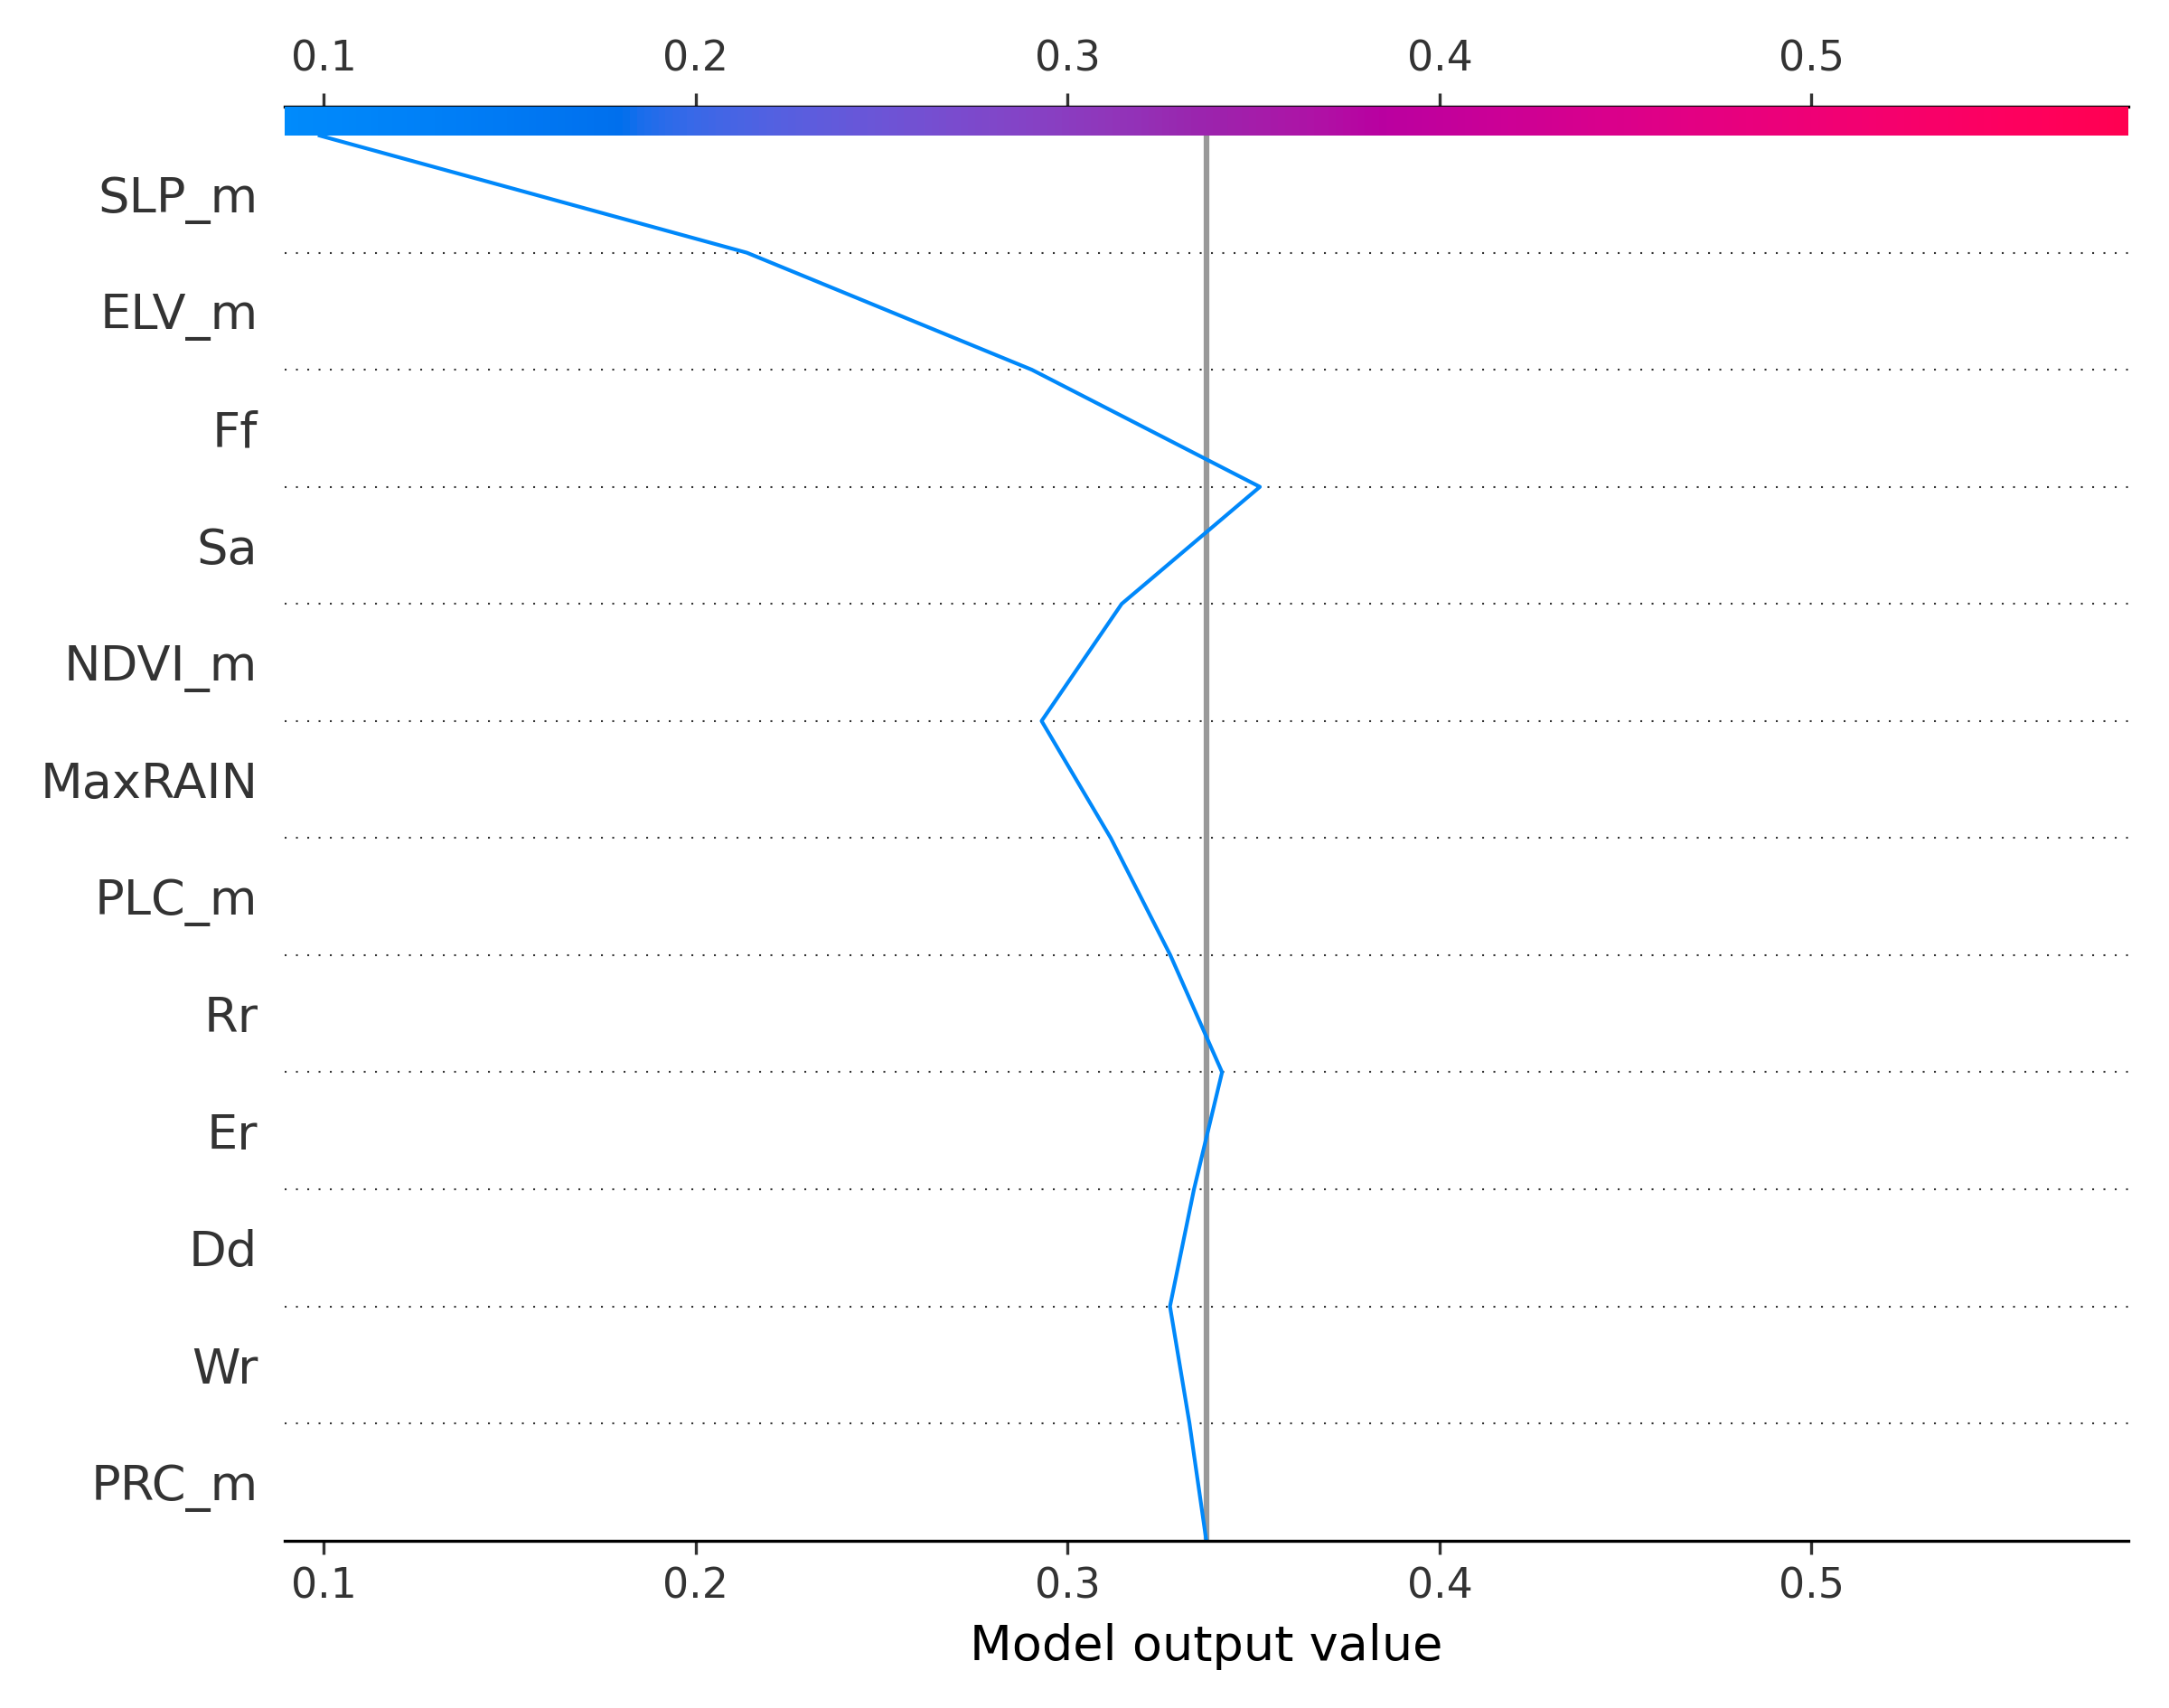 0.1 0.2 0.3 0.4 0.5
SLP_m
ELV_m
Ff
Sa
NDVI_m
MaxRAIN
PLC_m
Rr
Er
Dd
Wr
PRC_m
0.1 0.2 0.3 0.4 0.5
Model output value